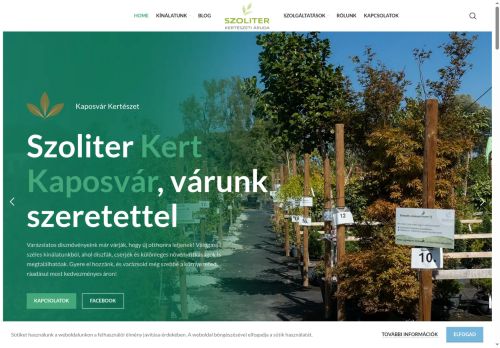 HOME KÍNÁLATUNK BLOG SZOLITER KERTÉSZETI ÁRUDA SZOLGÁLTATÁSOK RÓLUNK KAPCSOLATOK
Kaposvár Kertészet
Szoliter Kert
Kaposvár, várunk
szeretettel
Varázslatos dísznövényeink már várják, hogy új otthonra leljenek! Válogass
széles kínálatunkból, ahol díszfák, cserjék és különleges növényritkaságok is
megtalálhatóak. Gyere el hozzánk, és varázsold még szebbé a környezeted,
ráadásul most kedvezményes áron!
KAPCSOLATOK FACEBOOK
12
10.
Sütiket használunk a weboldalunkon a felhasználói élmény javítása érdekében. A weboldal böngészésével elfogadja a sütik használatát.
TOVÁBBI INFORMÁCIÓK ELFOGAD